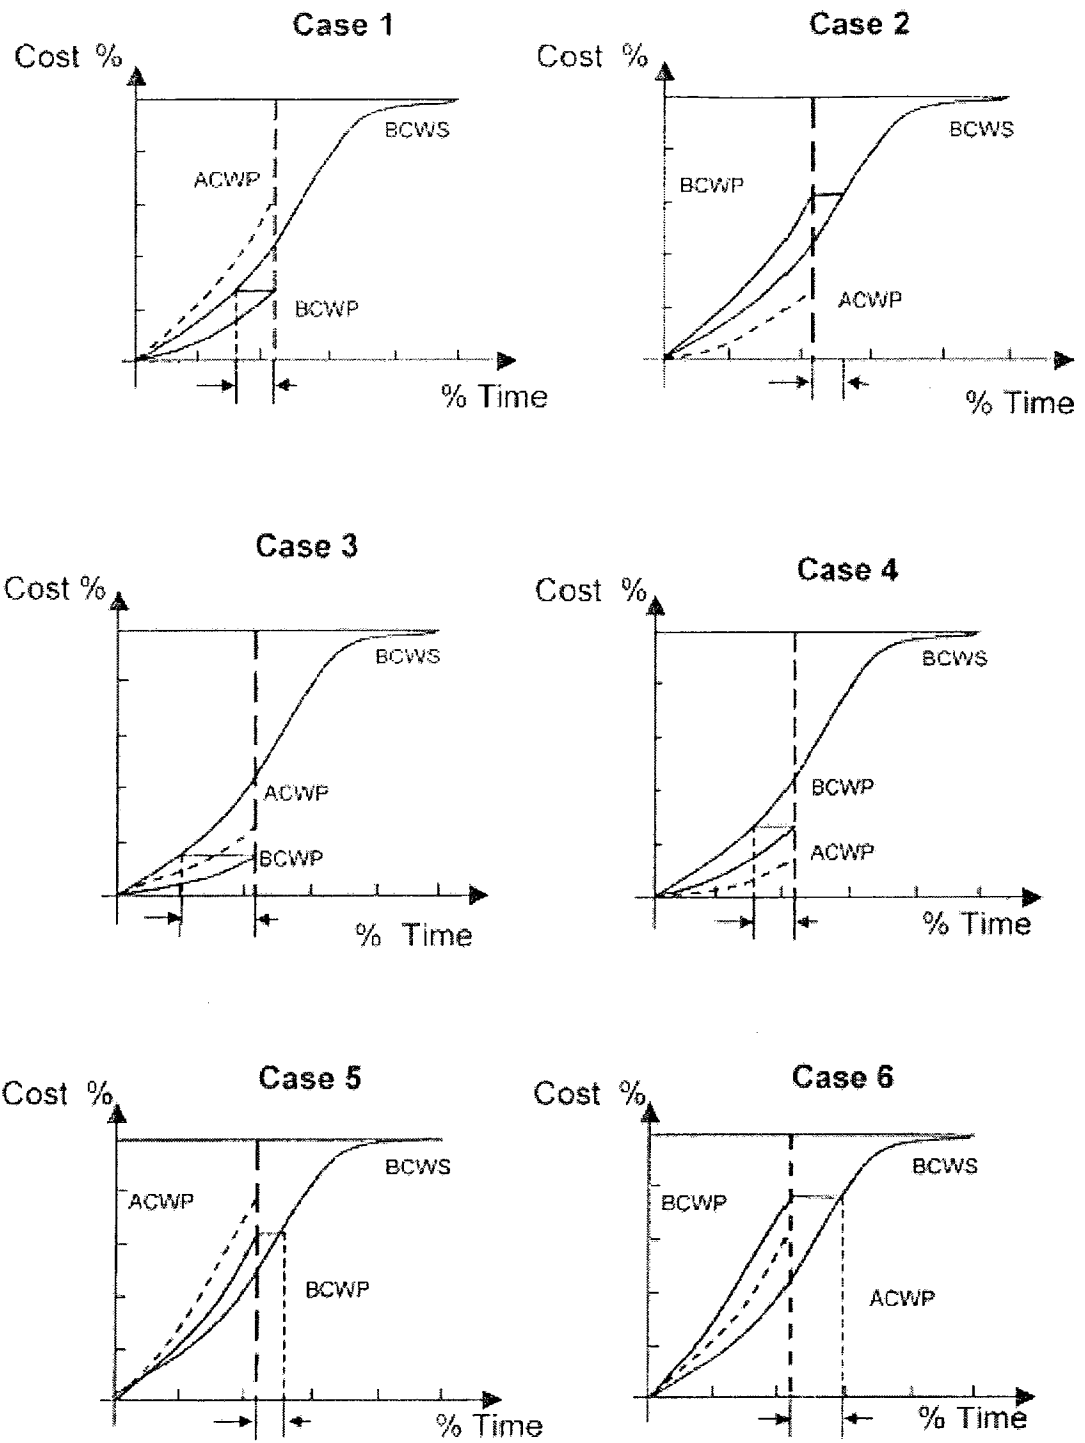 Case 1
Cost %
BCWS
ACWP
BCWP
% Time
Case 2
Cost %
BCWS
BCWP
ACWP
% Time
Case 3
Cost %
BCWS
ACWP
BCWP
% Time
Case 4
Cost %
BCWS
BCWP
ACWP
% Time
Case 5
Cost %
BCWS
ACWP
BCWP
% Time
Case 6
Cost %
BCWS
BCWP
ACWP
% Time